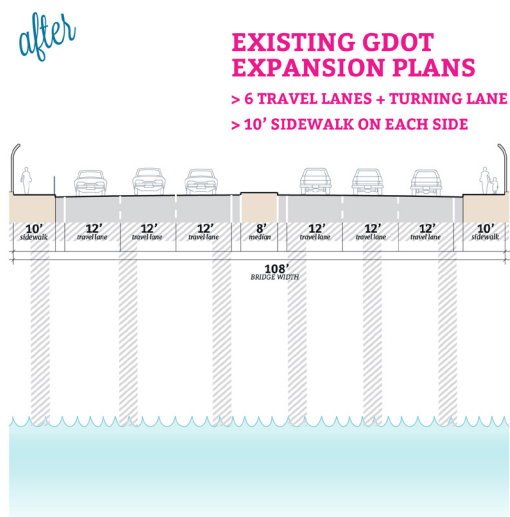 after
EXISTING GDOT
EXPANSION PLANS
> 6 TRAVEL LANES + TURNING LANE
> 10’ SIDEWALK ON EACH SIDE
10’ 12’ 12’ 12’ 8’ 12’ 12’ 12’ 10’
sidewalk travel lane travel lane travel lane median travel lane travel lane travel lane sidewalk
108’
BRIDGE WIDTH